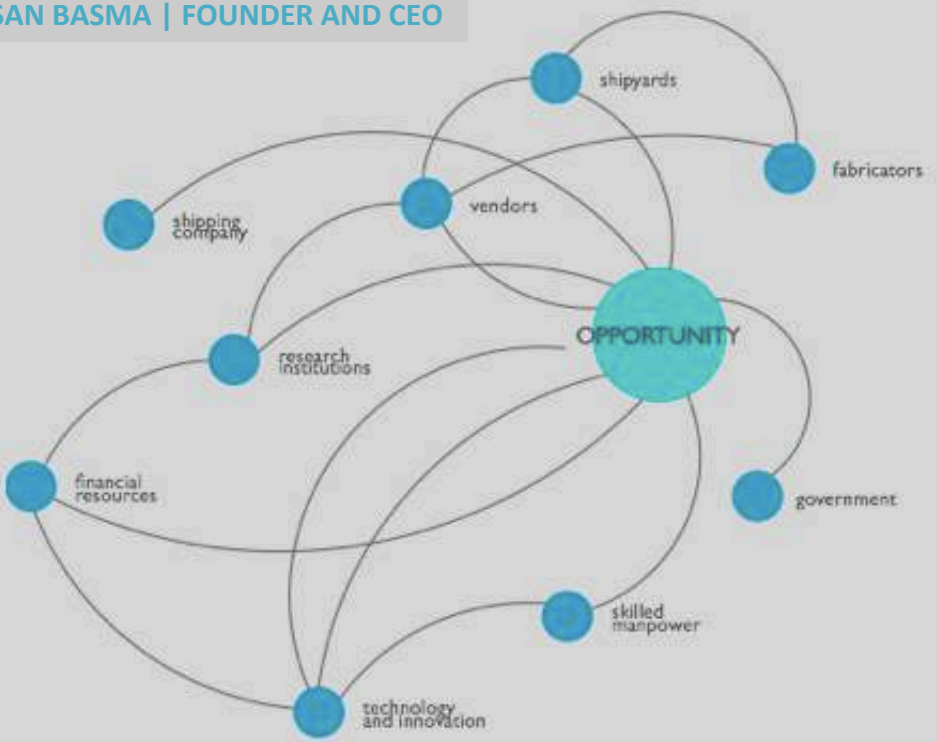 SAN BASMA | FOUNDER AND CEO
shipyards
fabricators
vendors
shipping
company
OPPORTUNITY
research
institutions
financial
resources
government
skilled
manpower
technology
and innovation